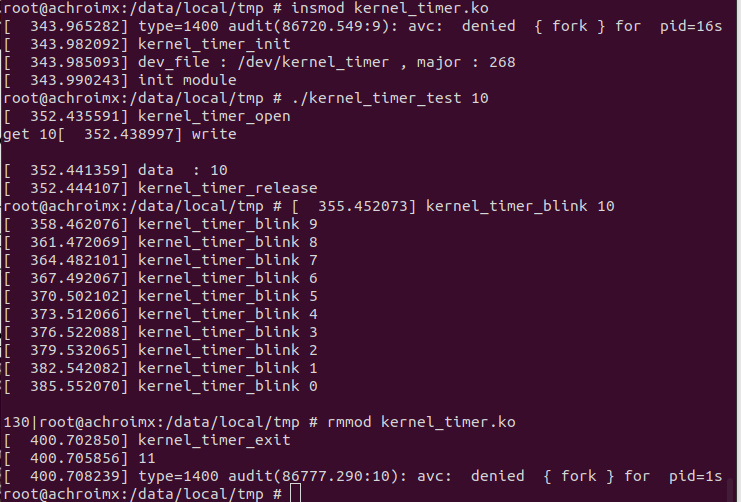 root@achroimx:/data/local/tmp # insmod kernel_timer.ko
[  343.965282] type=1400 audit(86720.549:9): avc:  denied  { fork } for  pid=16s
[  343.982092] kernel_timer_init
[  343.985093] dev_file : /dev/kernel_timer , major : 268
[  343.990243] init module
root@achroimx:/data/local/tmp # ./kernel_timer_test 10
[  352.435591] kernel_timer_open
get 10[  352.438997] write
[  352.441359] data  : 10
[  352.444107] kernel_timer_release
root@achroimx:/data/local/tmp # [  355.452073] kernel_timer_blink 10
[  358.462076] kernel_timer_blink 9
[  361.472069] kernel_timer_blink 8
[  364.482101] kernel_timer_blink 7
[  367.492067] kernel_timer_blink 6
[  370.502102] kernel_timer_blink 5
[  373.512066] kernel_timer_blink 4
[  376.522088] kernel_timer_blink 3
[  379.532065] kernel_timer_blink 2
[  382.542082] kernel_timer_blink 1
[  385.552070] kernel_timer_blink 0
130|root@achroimx:/data/local/tmp # rmmod kernel_timer.ko
[  400.702850] kernel_timer_exit
[  400.705856] 11
[  400.708239] type=1400 audit(86777.290:10): avc:  denied  { fork } for  pid=1s
root@achroimx:/data/local/tmp #